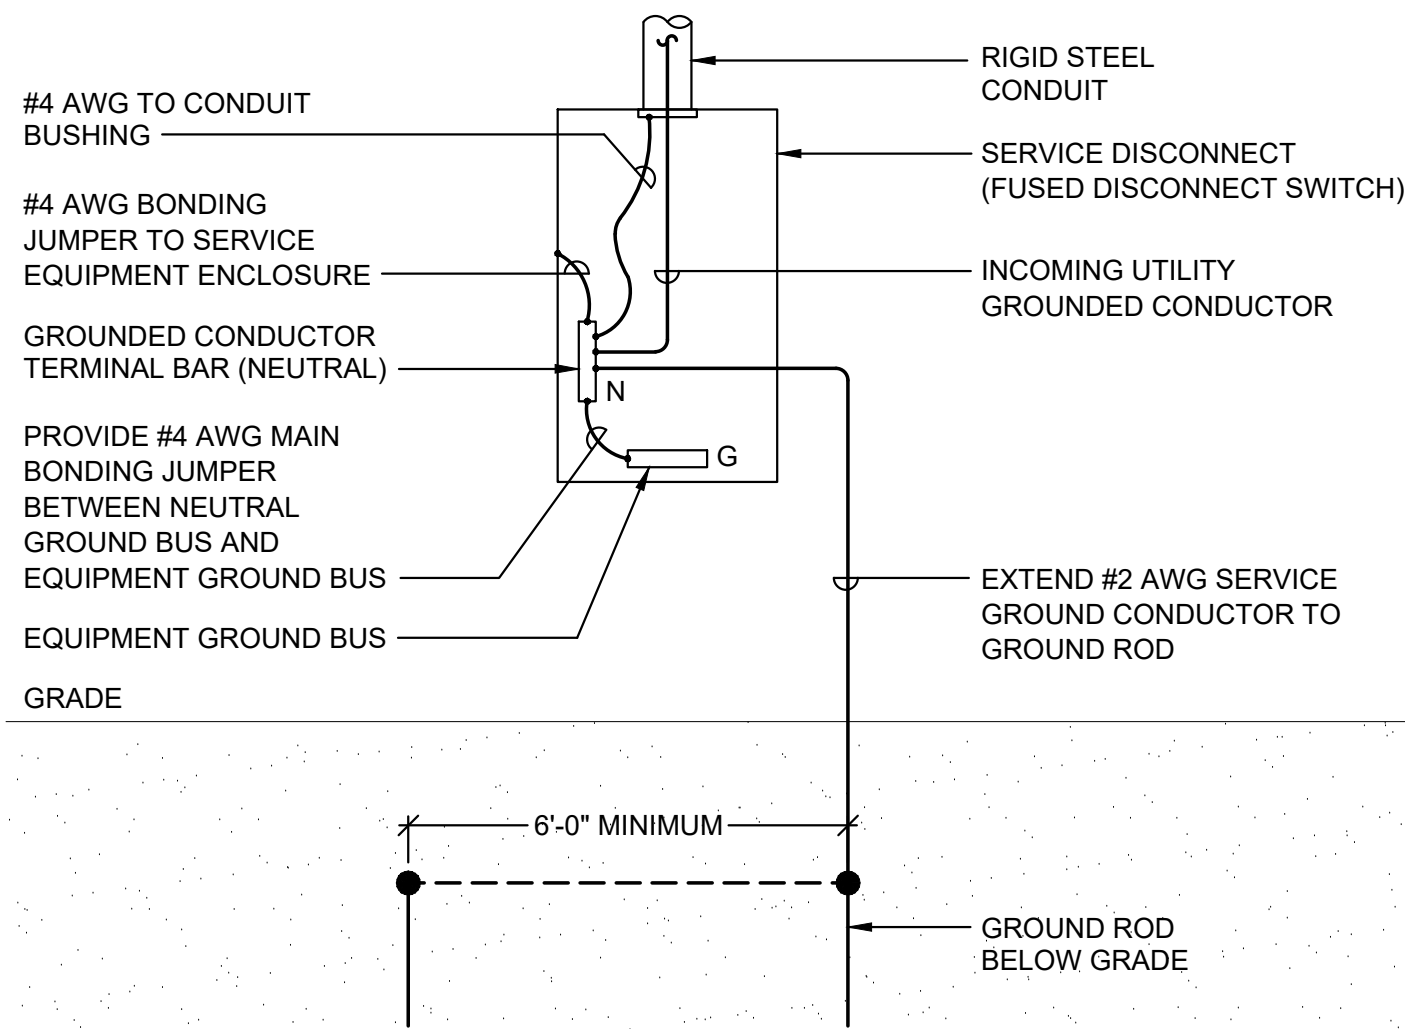 #4 AWG TO CONDUIT
BUSHING
#4 AWG BONDING
JUMPER TO SERVICE
EQUIPMENT ENCLOSURE
GROUNDED CONDUCTOR
TERMINAL BAR (NEUTRAL)
PROVIDE #4 AWG MAIN
BONDING JUMPER
BETWEEN NEUTRAL
GROUND BUS AND
EQUIPMENT GROUND BUS
EQUIPMENT GROUND BUS
GRADE
N
G
RIGID STEEL
CONDUIT
SERVICE DISCONNECT
(FUSED DISCONNECT SWITCH)
INCOMING UTILITY
GROUNDED CONDUCTOR
EXTEND #2 AWG SERVICE
GROUND CONDUCTOR TO
GROUND ROD
6'-0" MINIMUM
GROUND ROD
BELOW GRADE